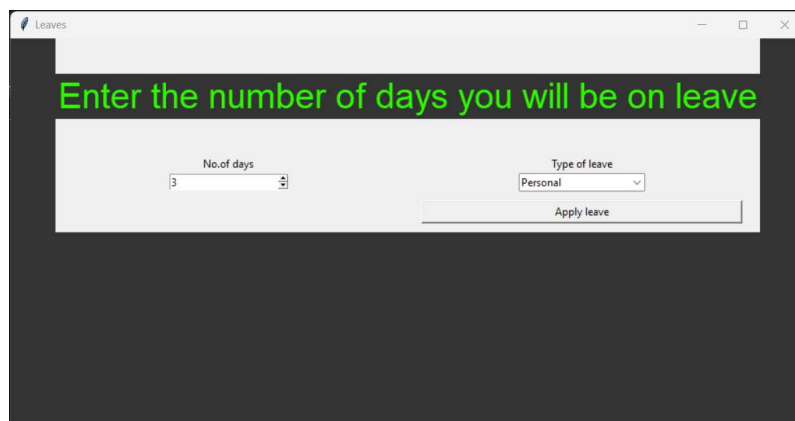 Leaves
Enter the number of days you will be on leave
No.of days
Type of leave
3
Personal
Apply leave